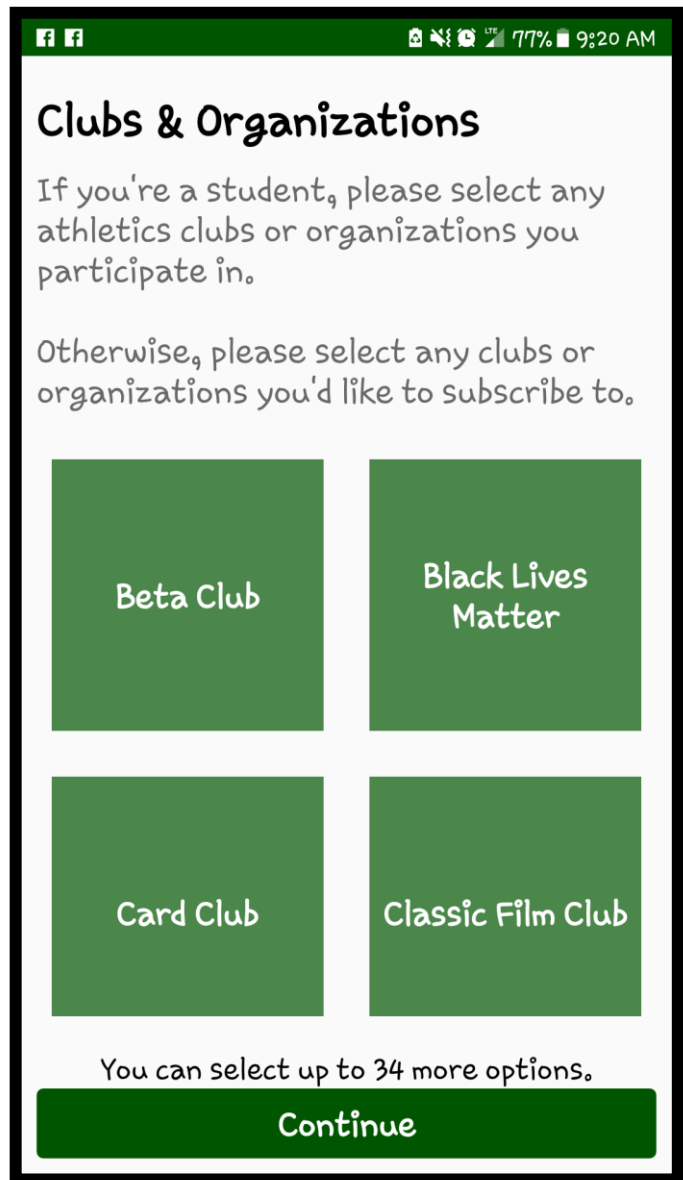 LTE 77% 9:20 AM
Clubs & Organizations
If you're a student, please select any
athletics clubs or organizations you
participate in.
Otherwise, please select any clubs or
organizations you'd like to subscribe to.
Beta Club
Black Lives
Matter
Card Club
Classic Film Club
You can select up to 34 more options.
Continue